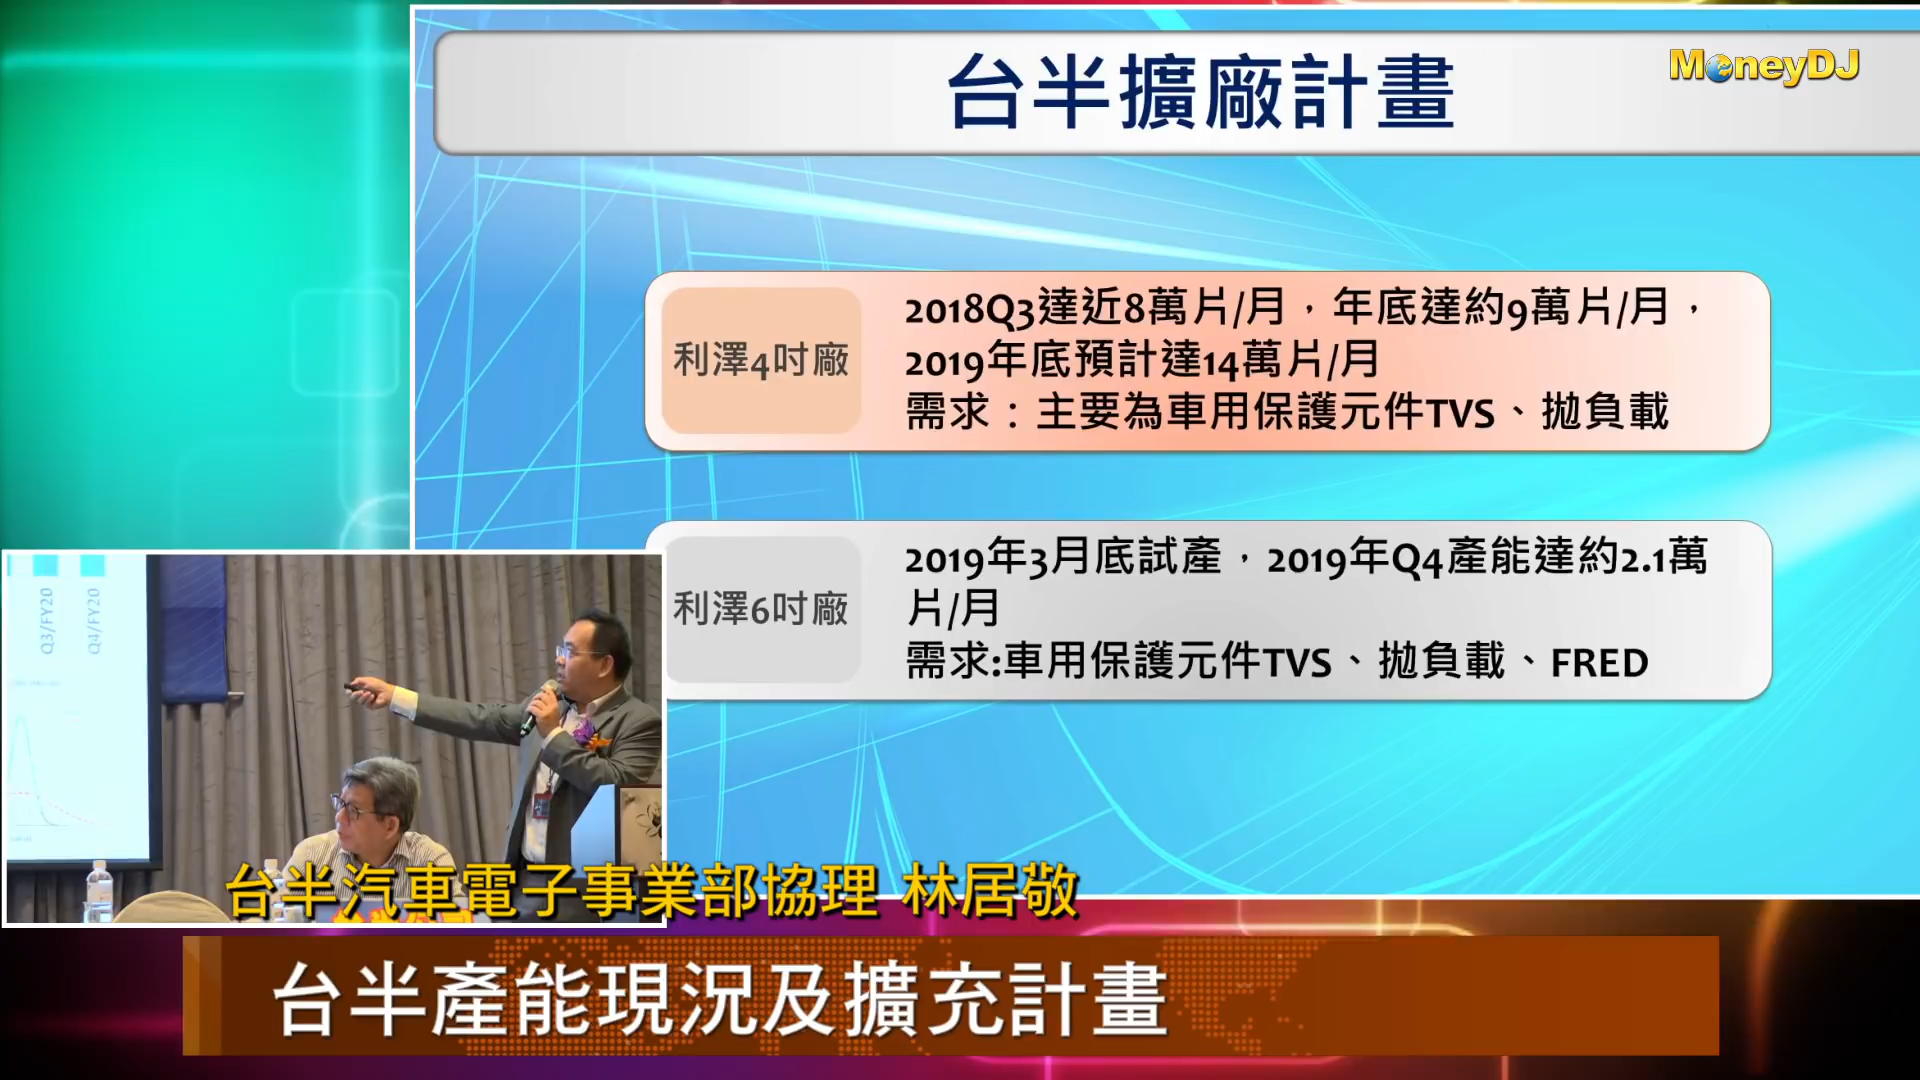 台半擴廠計畫
MoneyDJ
利澤4吋廠
2018Q3達近8萬片/月，年底達約9萬片/月，
2019年底預計達14萬片/月
需求：主要為車用保護元件TVS、拋負載
利澤6吋廠
2019年3月底試產，2019年Q4產能達約2.1萬
片/月
需求:車用保護元件TVS、拋負載、FRED
Q3/FY20
Q4/FY20
台半汽車電子事業部協理 林居敬
台半產能現況及擴充計畫